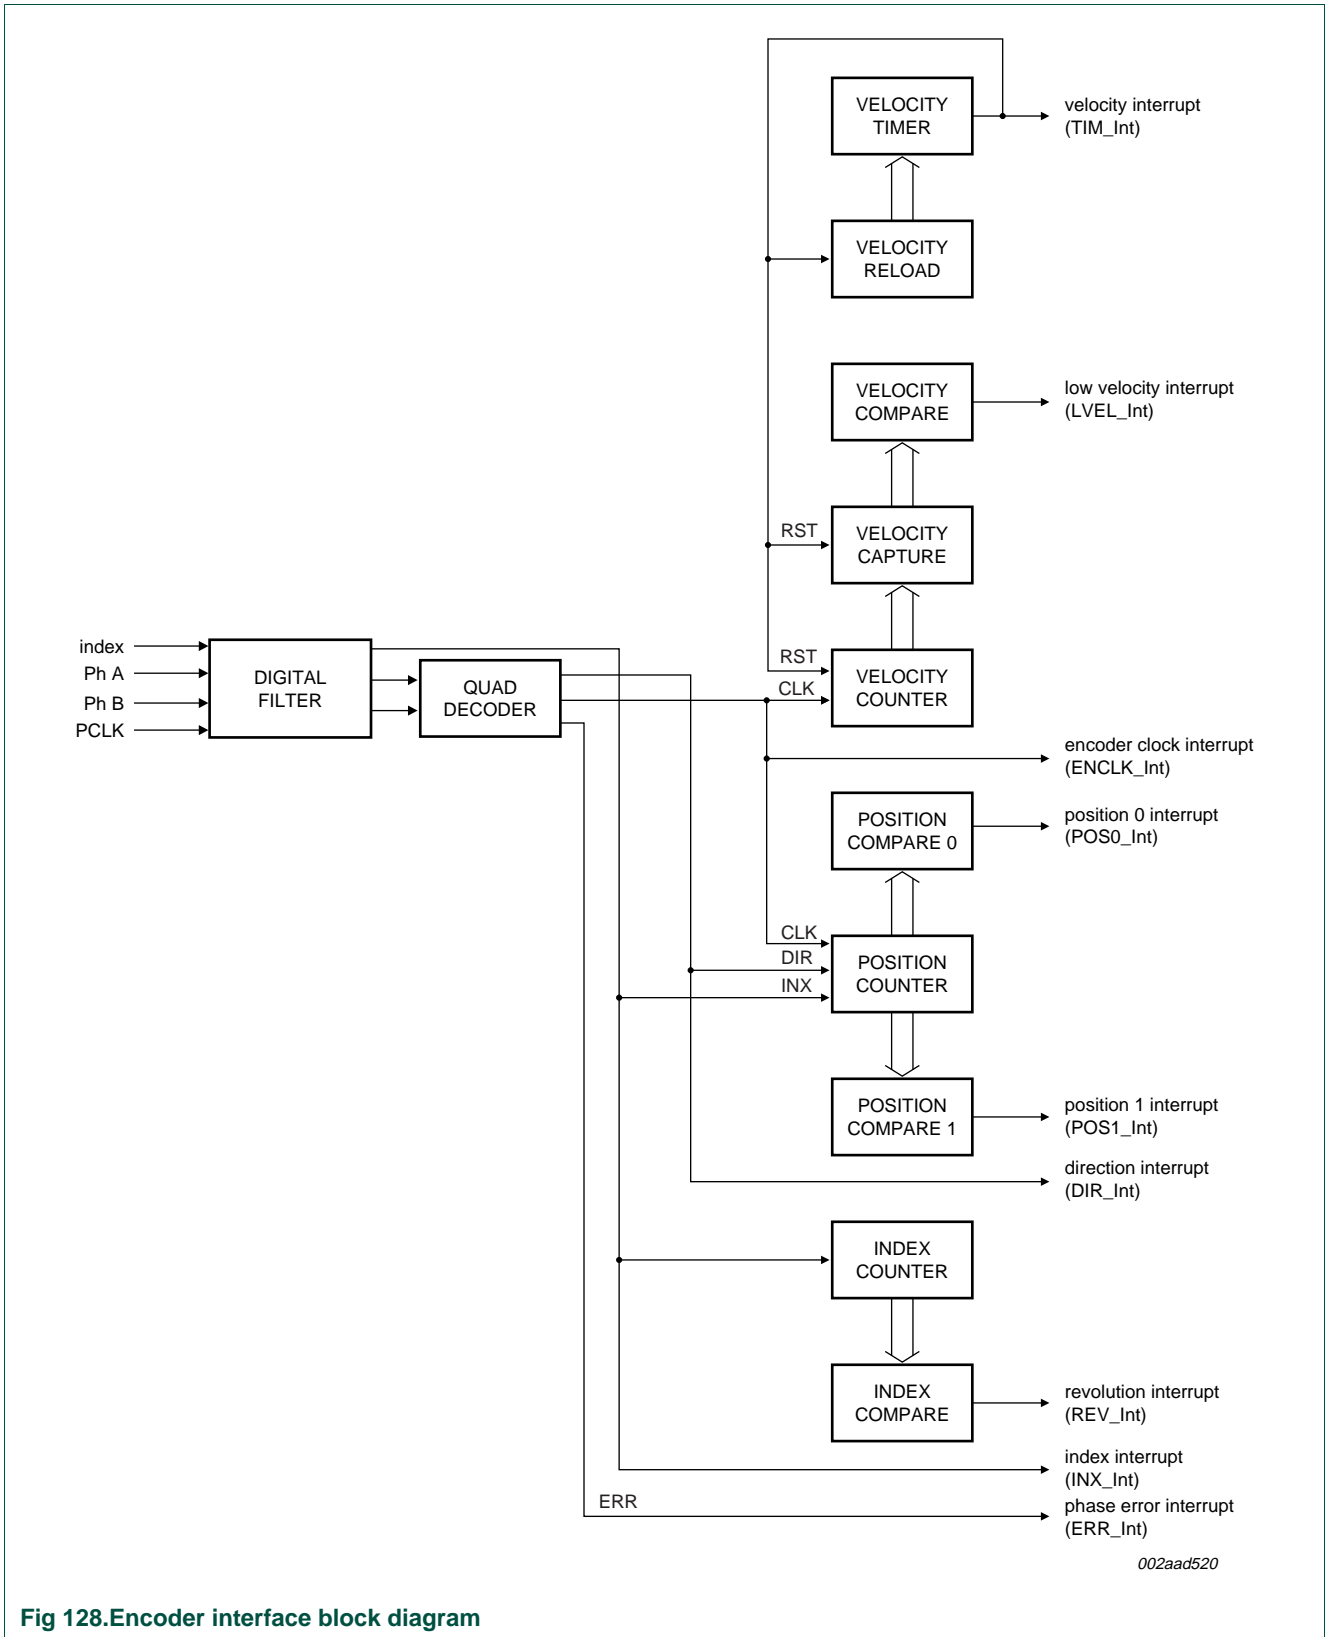 VELOCITY
TIMER
velocity interrupt
(TIM_Int)
VELOCITY
RELOAD
VELOCITY
COMPARE
low velocity interrupt
(LVEL_Int)
RST
VELOCITY
CAPTURE
index
Ph A
Ph B
PCLK
DIGITAL
FILTER
QUAD
DECODER
RST
CLK
VELOCITY
COUNTER
encoder clock interrupt
(ENCLK_Int)
POSITION
COMPARE 0
position 0 interrupt
(POS0_Int)
CLK
DIR
INX
POSITION
COUNTER
POSITION
COMPARE 1
position 1 interrupt
(POS1_Int)
direction interrupt
(DIR_Int)
INDEX
COUNTER
INDEX
COMPARE
revolution interrupt
(REV_Int)
index interrupt
(INX_Int)
ERR
phase error interrupt
(ERR_Int)
002aad520
Fig 128.Encoder interface block diagram